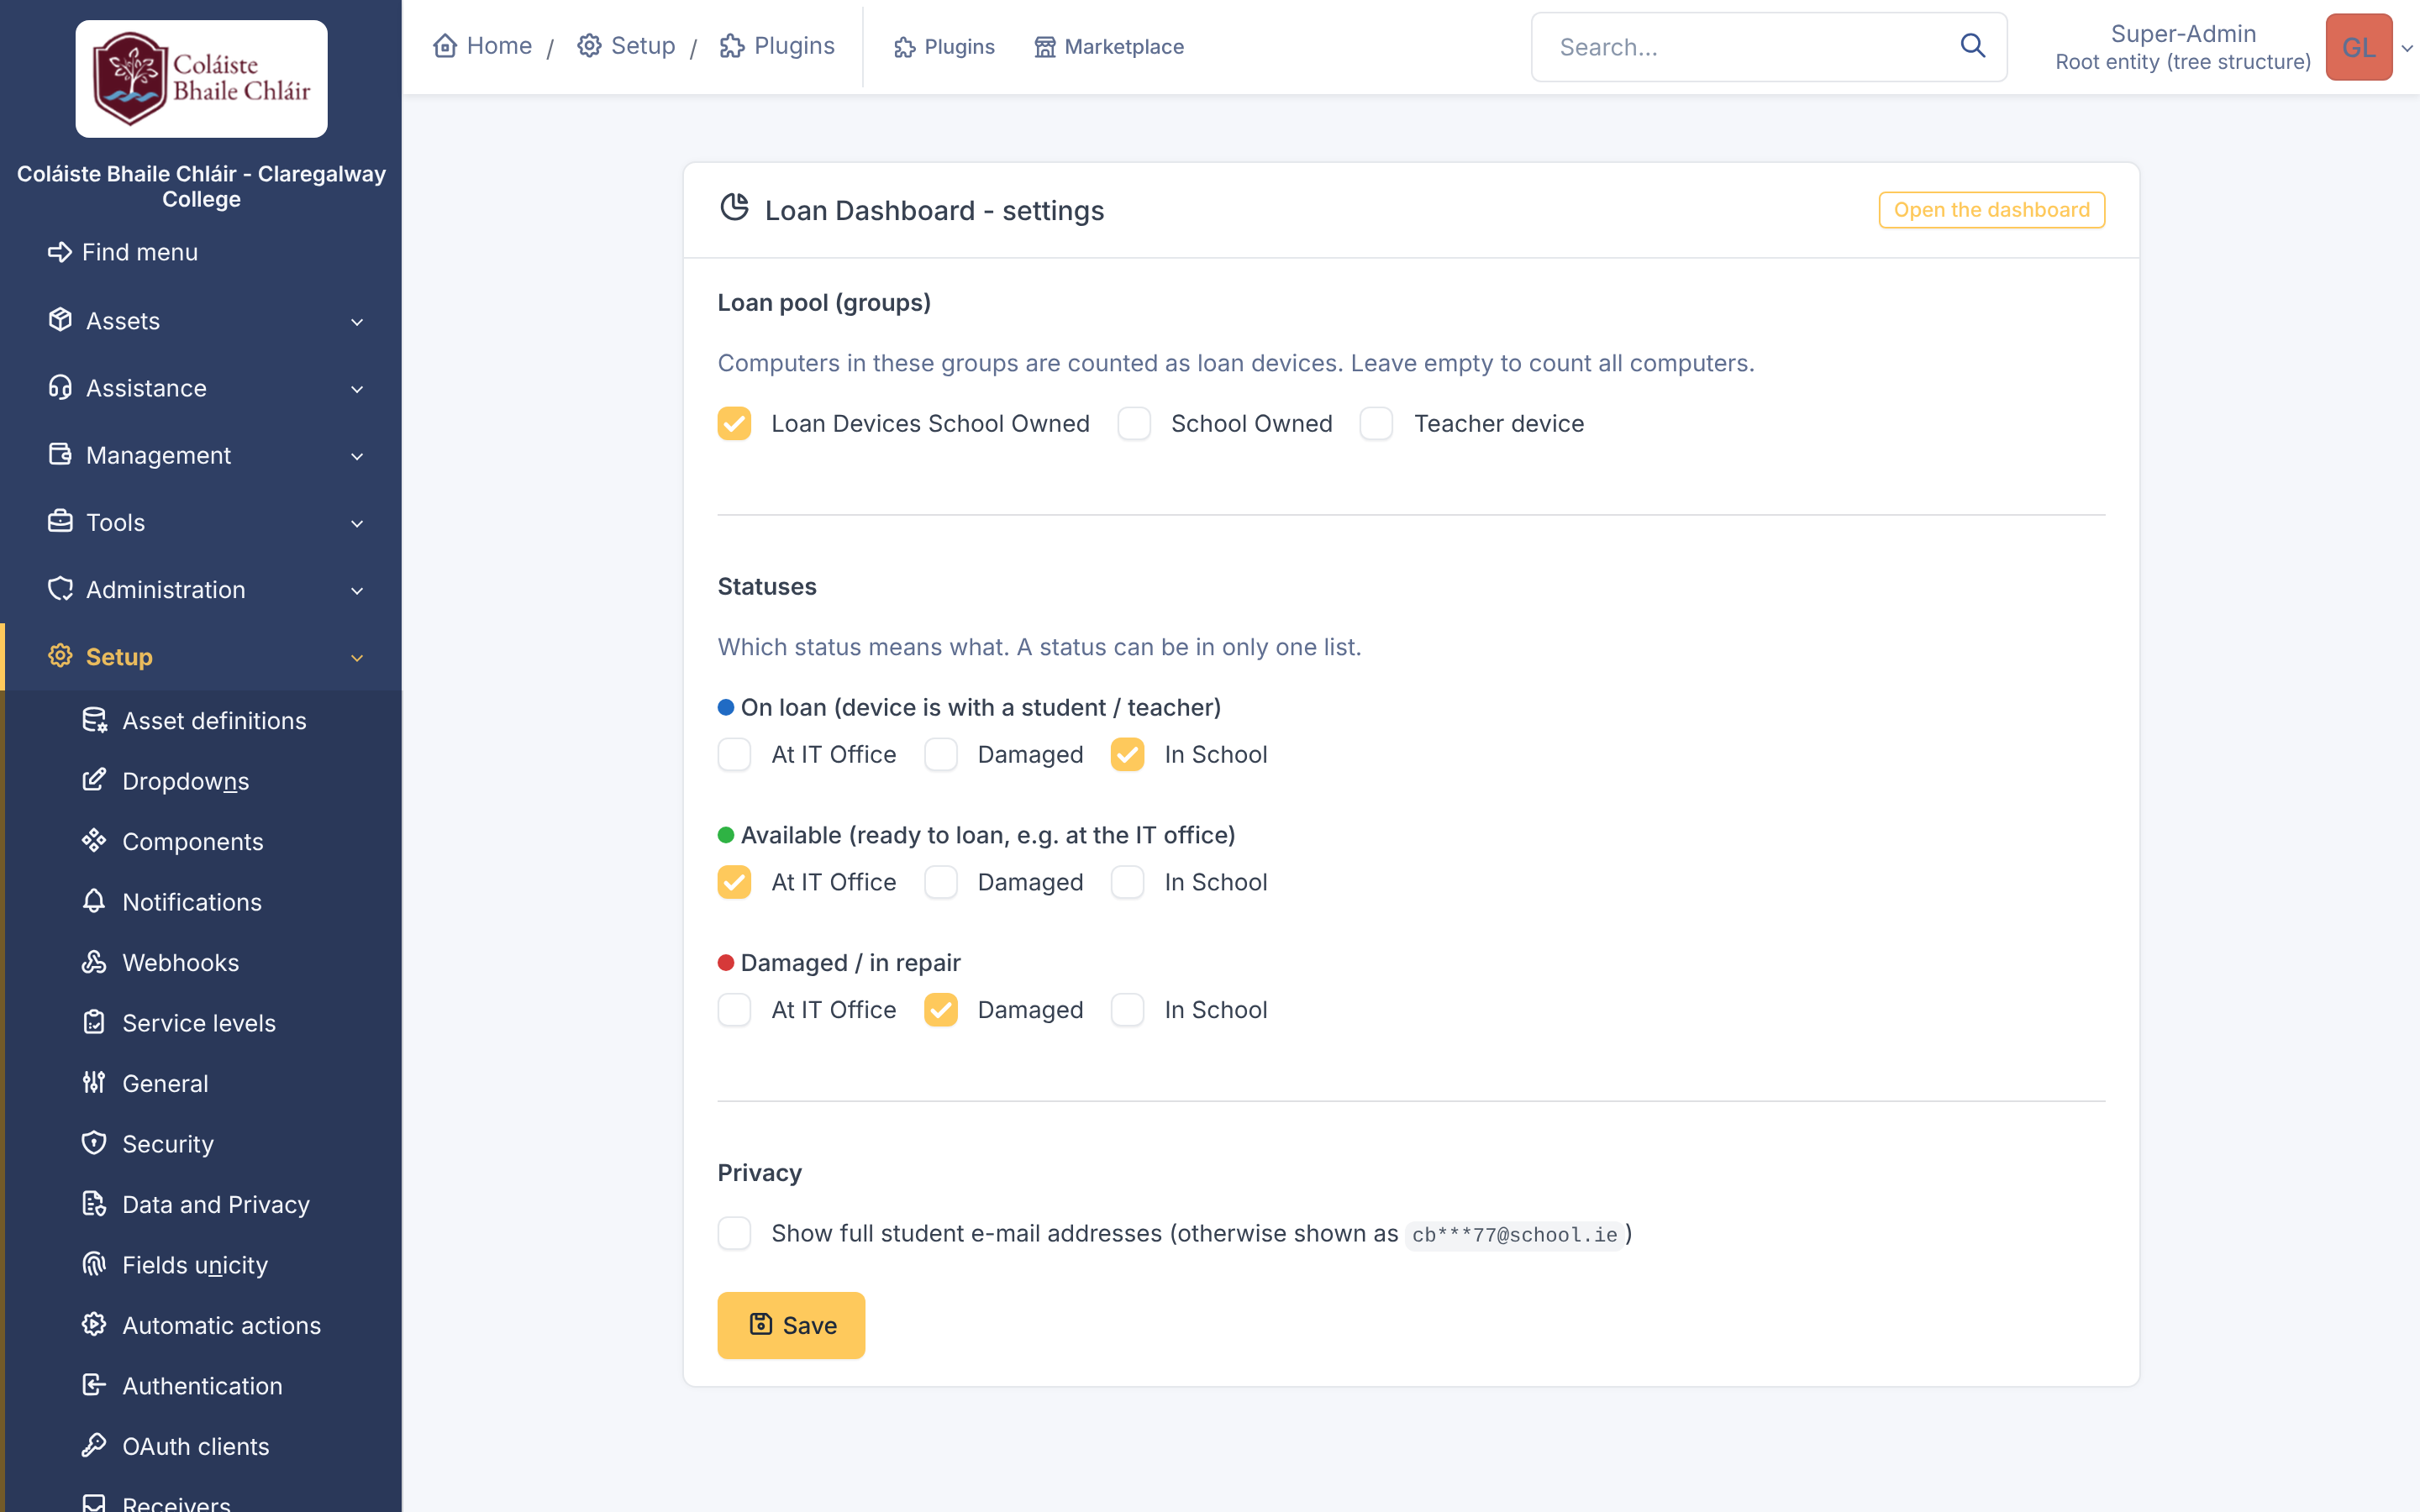 Coláiste
Bhaile Chláir
Coláiste Bhaile Chláir - Claregalway
College
Find menu
Assets
Assistance
Management
Tools
Administration
Setup
Asset definitions
Dropdowns
Components
Notifications
Webhooks
Service levels
General
Security
Data and Privacy
Fields unicity
Automatic actions
Authentication
OAuth clients
Receivers
Home / Setup / Plugins
Plugins
Marketplace
Search...
Super-Admin
Root entity (tree structure)
GL
Loan Dashboard - settings
Open the dashboard
Loan pool (groups)
Computers in these groups are counted as loan devices. Leave empty to count all computers.
Loan Devices School Owned School Owned Teacher device
Statuses
Which status means what. A status can be in only one list.
On loan (device is with a student / teacher)
At IT Office Damaged In School
Available (ready to loan, e.g. at the IT office)
At IT Office Damaged In School
Damaged / in repair
At IT Office Damaged In School
Privacy
Show full student e-mail addresses (otherwise shown as cb***77@school.ie)
Save